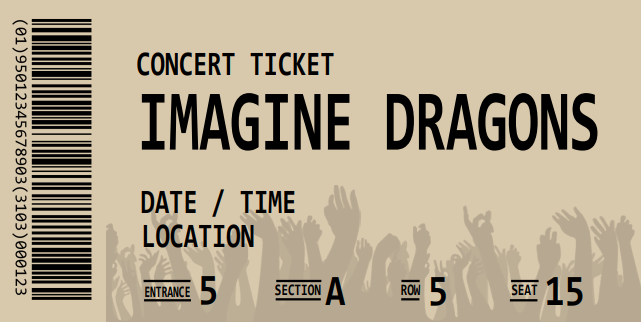 (01)95012345678903(3103)000123
CONCERT TICKET
IMAGINE DRAGONS
DATE / TIME
LOCATION
ENTRANCE 5 SECTION A ROW 5 SEAT 15